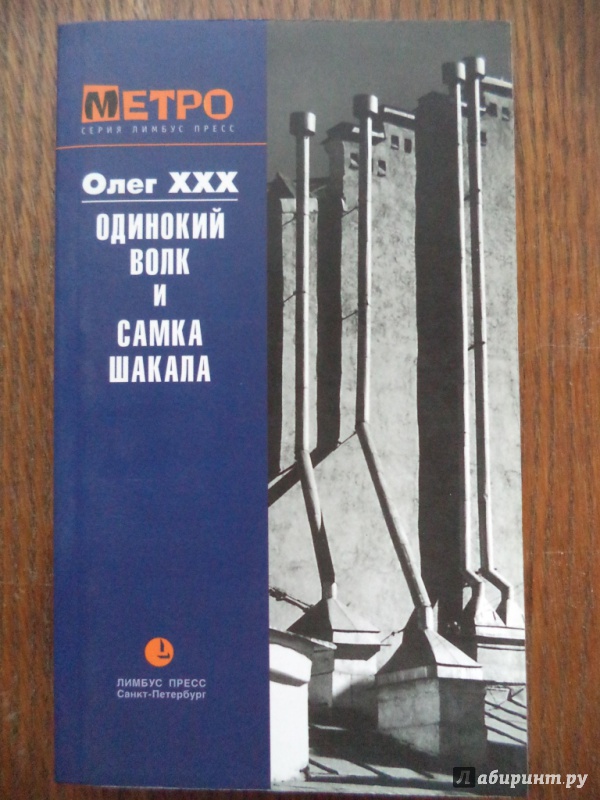 МЕТРО
СЕРИЯ ЛИМБУС ПРЕСС
Олег ХХХ
ОДИНОКИЙ
ВОЛК
И
САМКА
ШАКАЛА
ЛИМБУС ПРЕСС
Санкт-Петербург
Лабиринт.ру